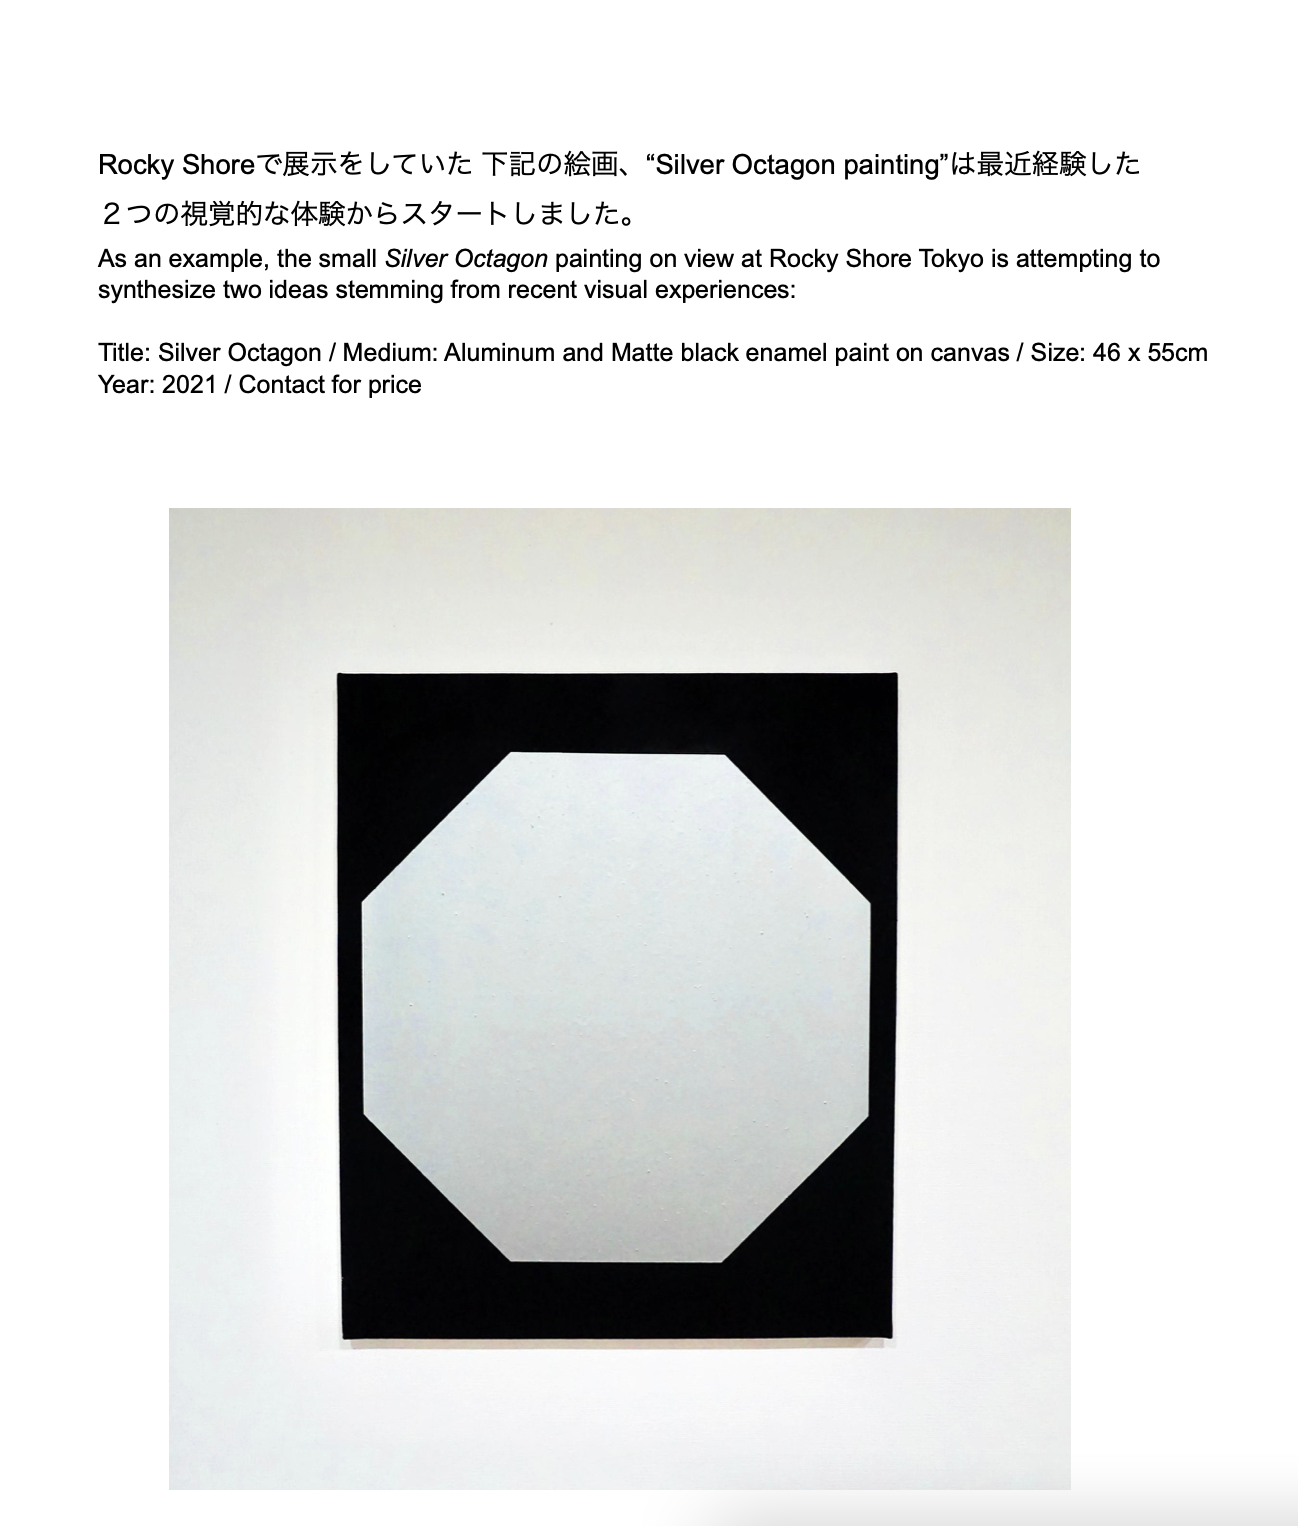 Rocky Shoreで展示をしていた 下記の絵画、“Silver Octagon painting”は最近経験した
２つの視覚的な体験からスタートしました。
As an example, the small Silver Octagon painting on view at Rocky Shore Tokyo is attempting to
synthesize two ideas stemming from recent visual experiences:
Title: Silver Octagon / Medium: Aluminum and Matte black enamel paint on canvas / Size: 46 x 55cm
Year: 2021 / Contact for price